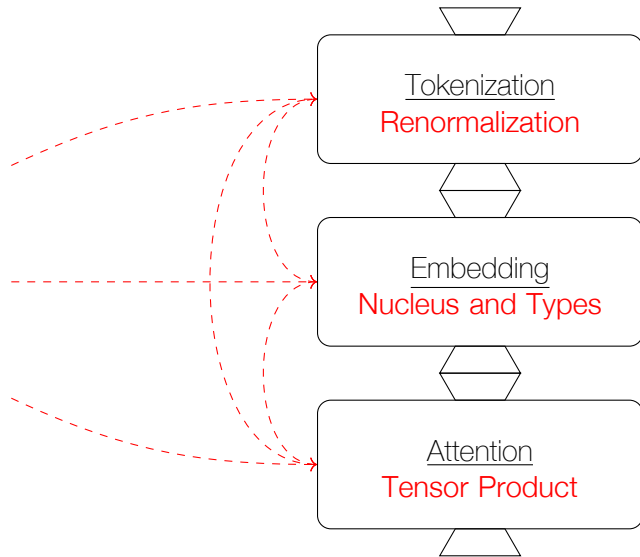 Tokenization
Renormalization
Embedding
Nucleus and Types
Attention
Tensor Product